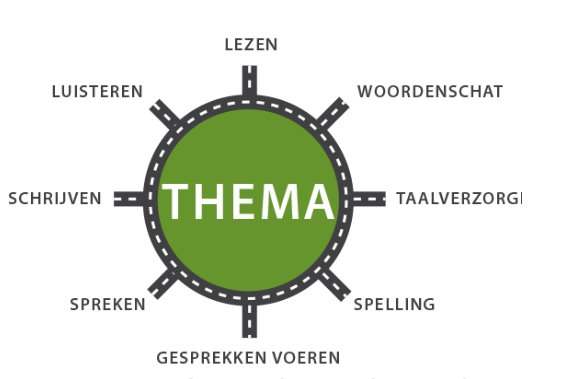 LEZEN
LUISTEREN
WOORDENSCHAT
SCHRIJVEN
THEMA
TAALVERZORGI
SPREKEN
SPELLING
GESPREKKEN VOEREN